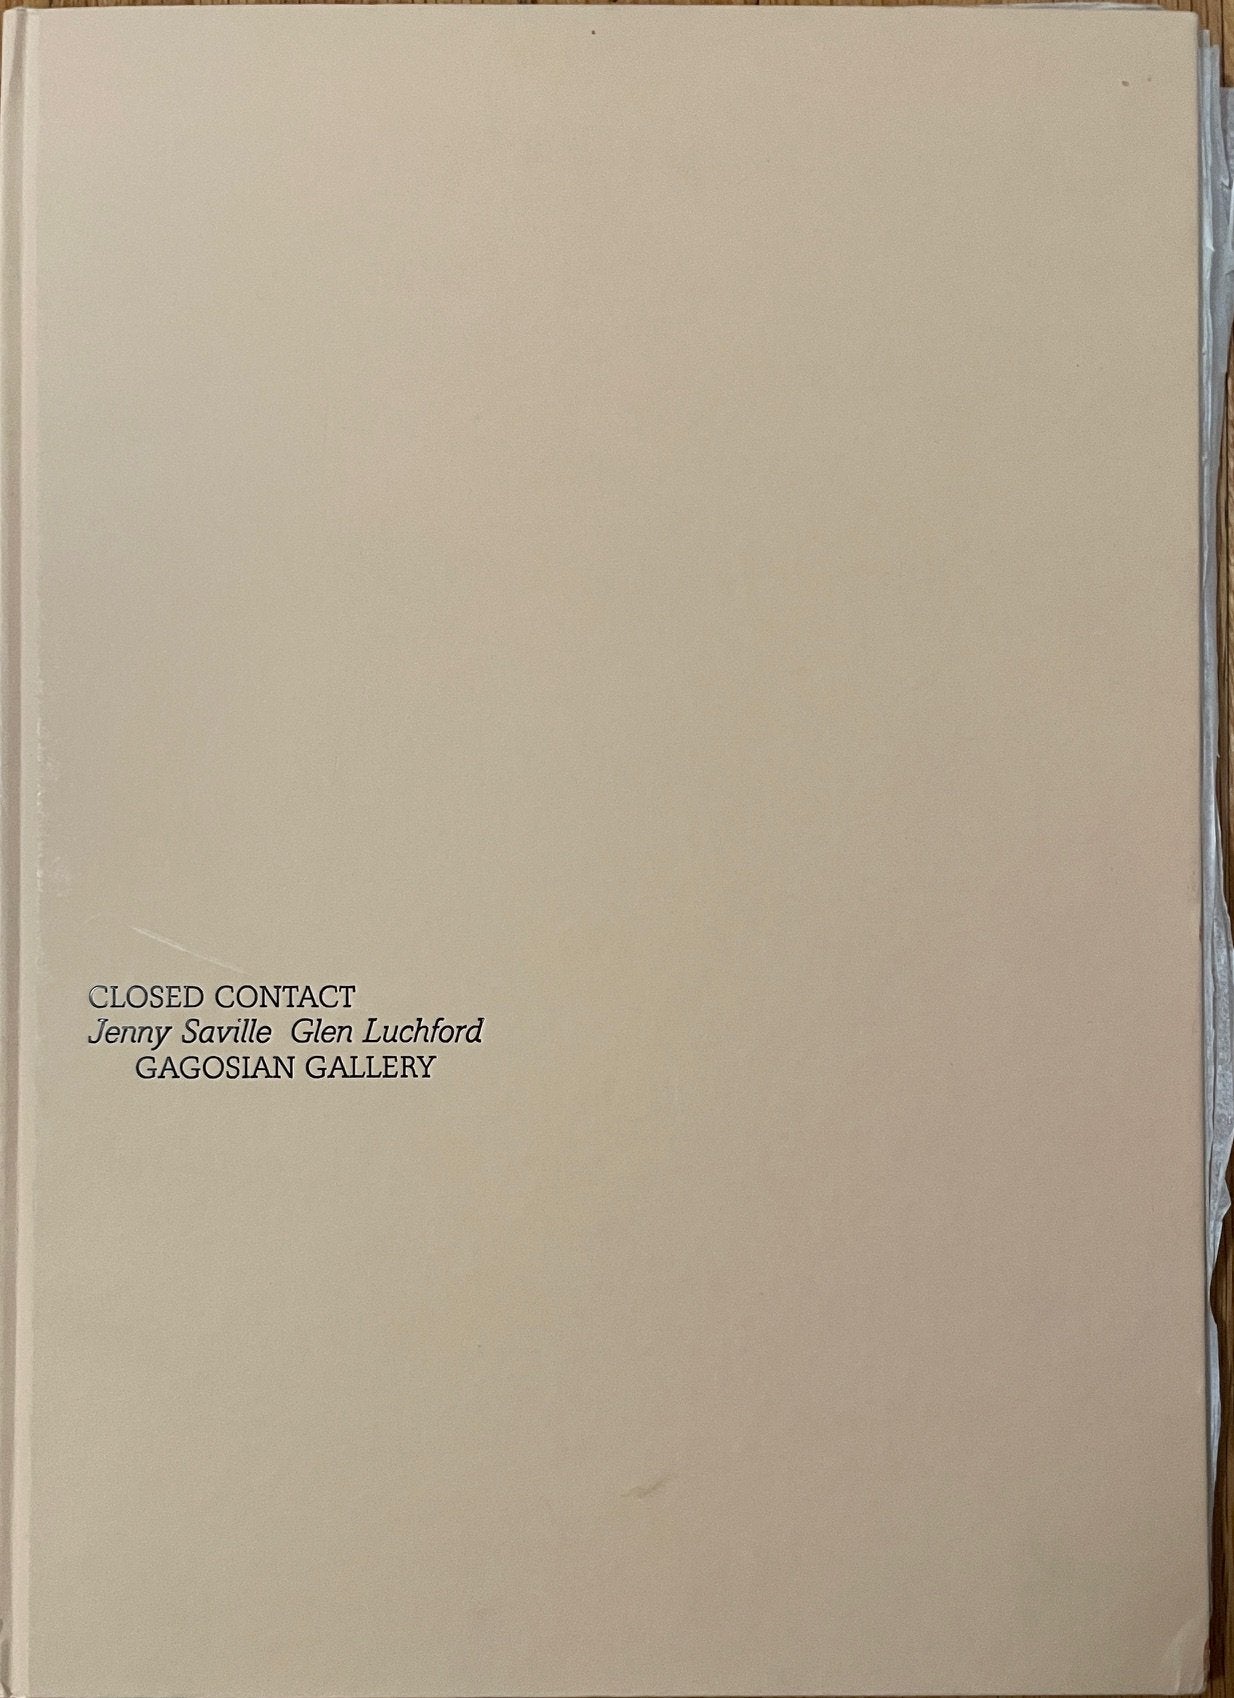 CLOSED CONTACT
Jenny Saville Glen Luchford
GAGOSIAN GALLERY